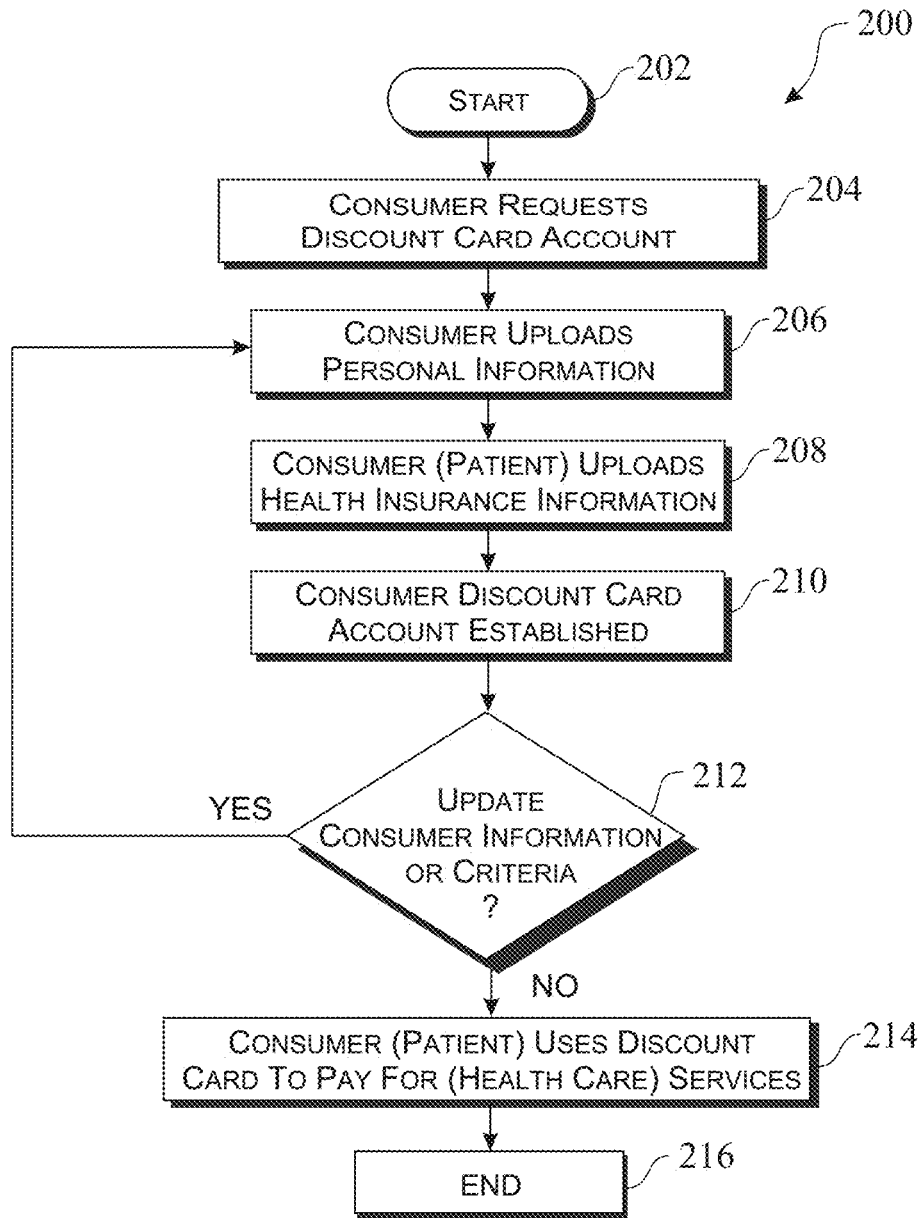 200
202
START
204
CONSUMER REQUESTS
DISCOUNT CARD ACCOUNT
206
CONSUMER UPLOADS
PERSONAL INFORMATION
208
CONSUMER (PATIENT) UPLOADS
HEALTH INSURANCE INFORMATION
210
CONSUMER DISCOUNT CARD
ACCOUNT ESTABLISHED
212
YES
UPDATE
CONSUMER INFORMATION
OR CRITERIA
?
NO
214
CONSUMER (PATIENT) USES DISCOUNT
CARD TO PAY FOR (HEALTH CARE) SERVICES
216
END